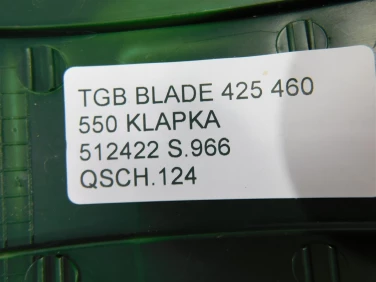 TGB BLADE 425 460
550 KLAPKA
512422 S.966
QSCH.124